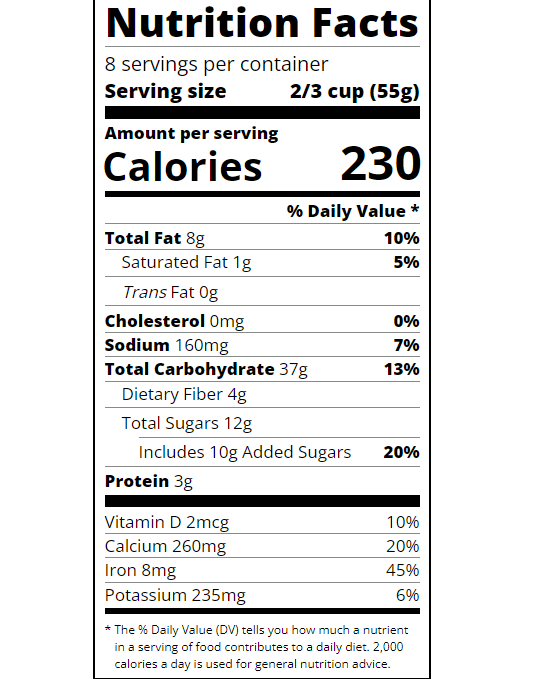 Nutrition Facts
8 servings per container
Serving size 2/3 cup (55g)
Amount per serving
Calories 230
% Daily Value *
Total Fat 8g 10%
Saturated Fat 1g 5%
Trans Fat 0g
Cholesterol 0mg 0%
Sodium 160mg 7%
Total Carbohydrate 37g 13%
Dietary Fiber 4g
Total Sugars 12g
Includes 10g Added Sugars 20%
Protein 3g
Vitamin D 2mcg 10%
Calcium 260mg 20%
Iron 8mg 45%
Potassium 235mg 6%
* The % Daily Value (DV) tells you how much a nutrient
in a serving of food contributes to a daily diet. 2,000
calories a day is used for general nutrition advice.